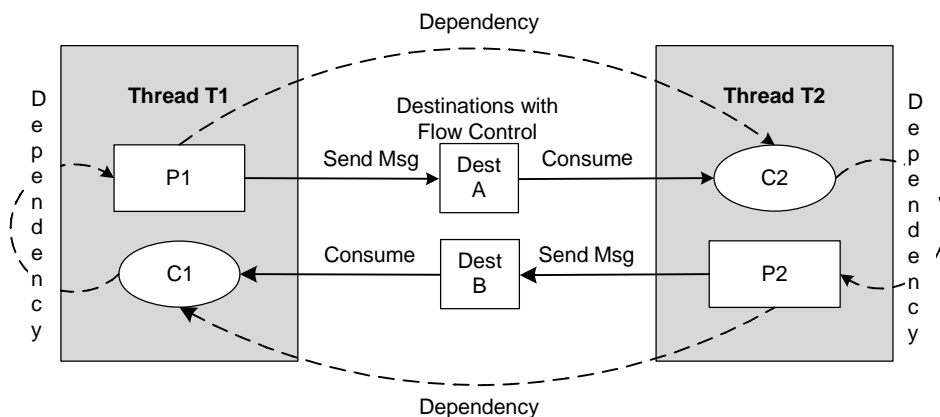 Dependency
Thread T1
Thread T2
Destinations with
Flow Control
D
e
p
e
n
d
e
n
c
y
D
e
p
e
n
d
e
n
c
y
P1
Send Msg
Dest
A
Consume
C2
C1
Consume
Dest
B
Send Msg
P2
Dependency